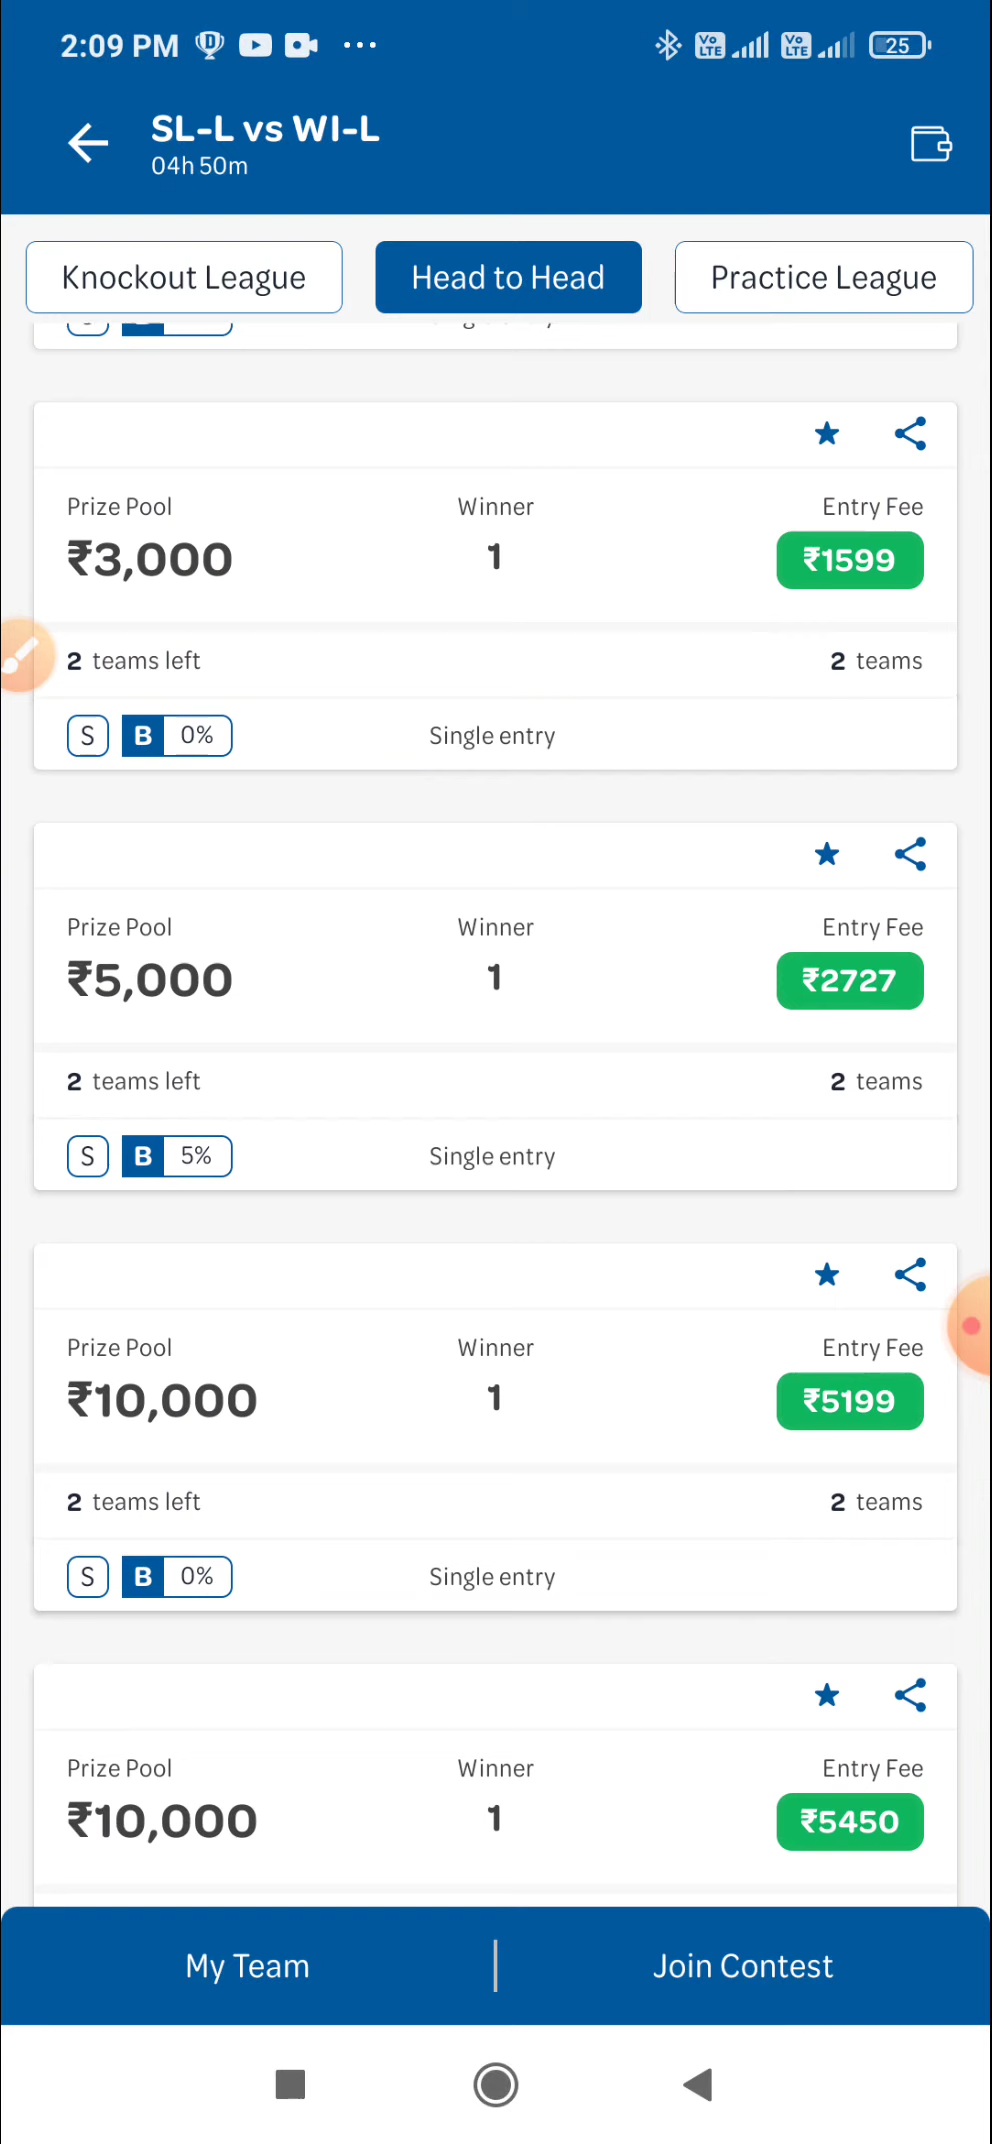 2:09 PM
Vo LTE Vo LTE 25
SL-L vs WI-L
04h 50m
Knockout League Head to Head Practice League
Prize Pool Winner Entry Fee
₹3,000 1 ₹1599
2 teams left 2 teams
S B 0% Single entry
Prize Pool Winner Entry Fee
₹5,000 1 ₹2727
2 teams left 2 teams
S B 5% Single entry
Prize Pool Winner Entry Fee
₹10,000 1 ₹5199
2 teams left 2 teams
S B 0% Single entry
Prize Pool Winner Entry Fee
₹10,000 1 ₹5450
My Team | Join Contest